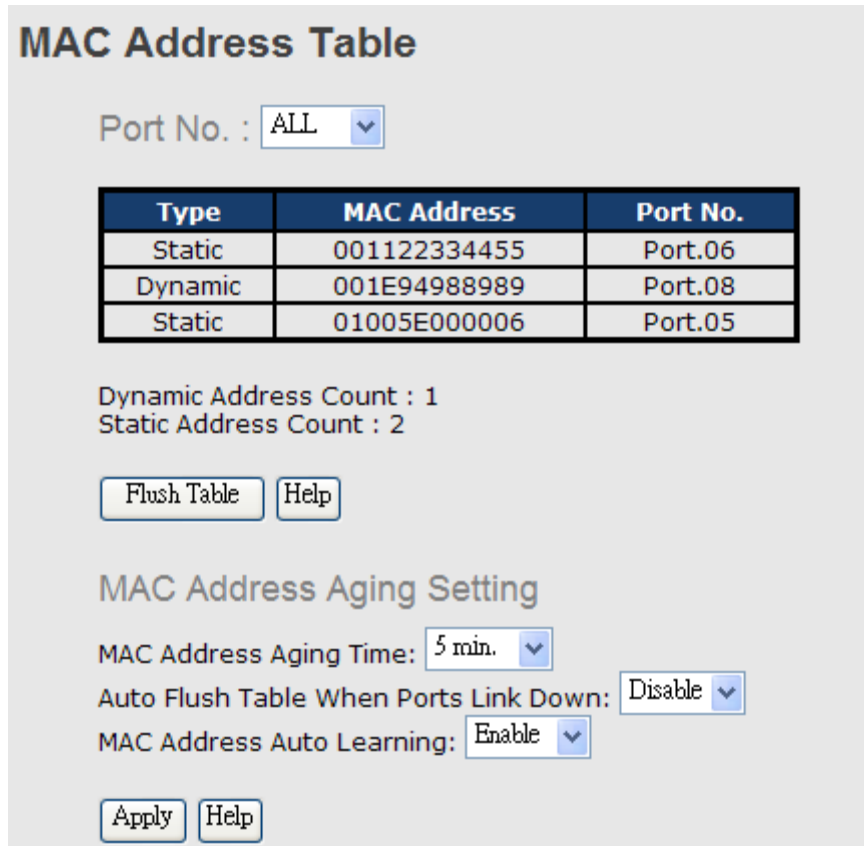 MAC Address Table
Port No. : ALL
Type MAC Address Port No.
Static 001122334455 Port.06
Dynamic 001E94988989 Port.08
Static 01005E000006 Port.05
Dynamic Address Count : 1
Static Address Count : 2
Flush Table Help
MAC Address Aging Setting
MAC Address Aging Time: 5 min.
Auto Flush Table When Ports Link Down: Disable
MAC Address Auto Learning: Enable
Apply Help